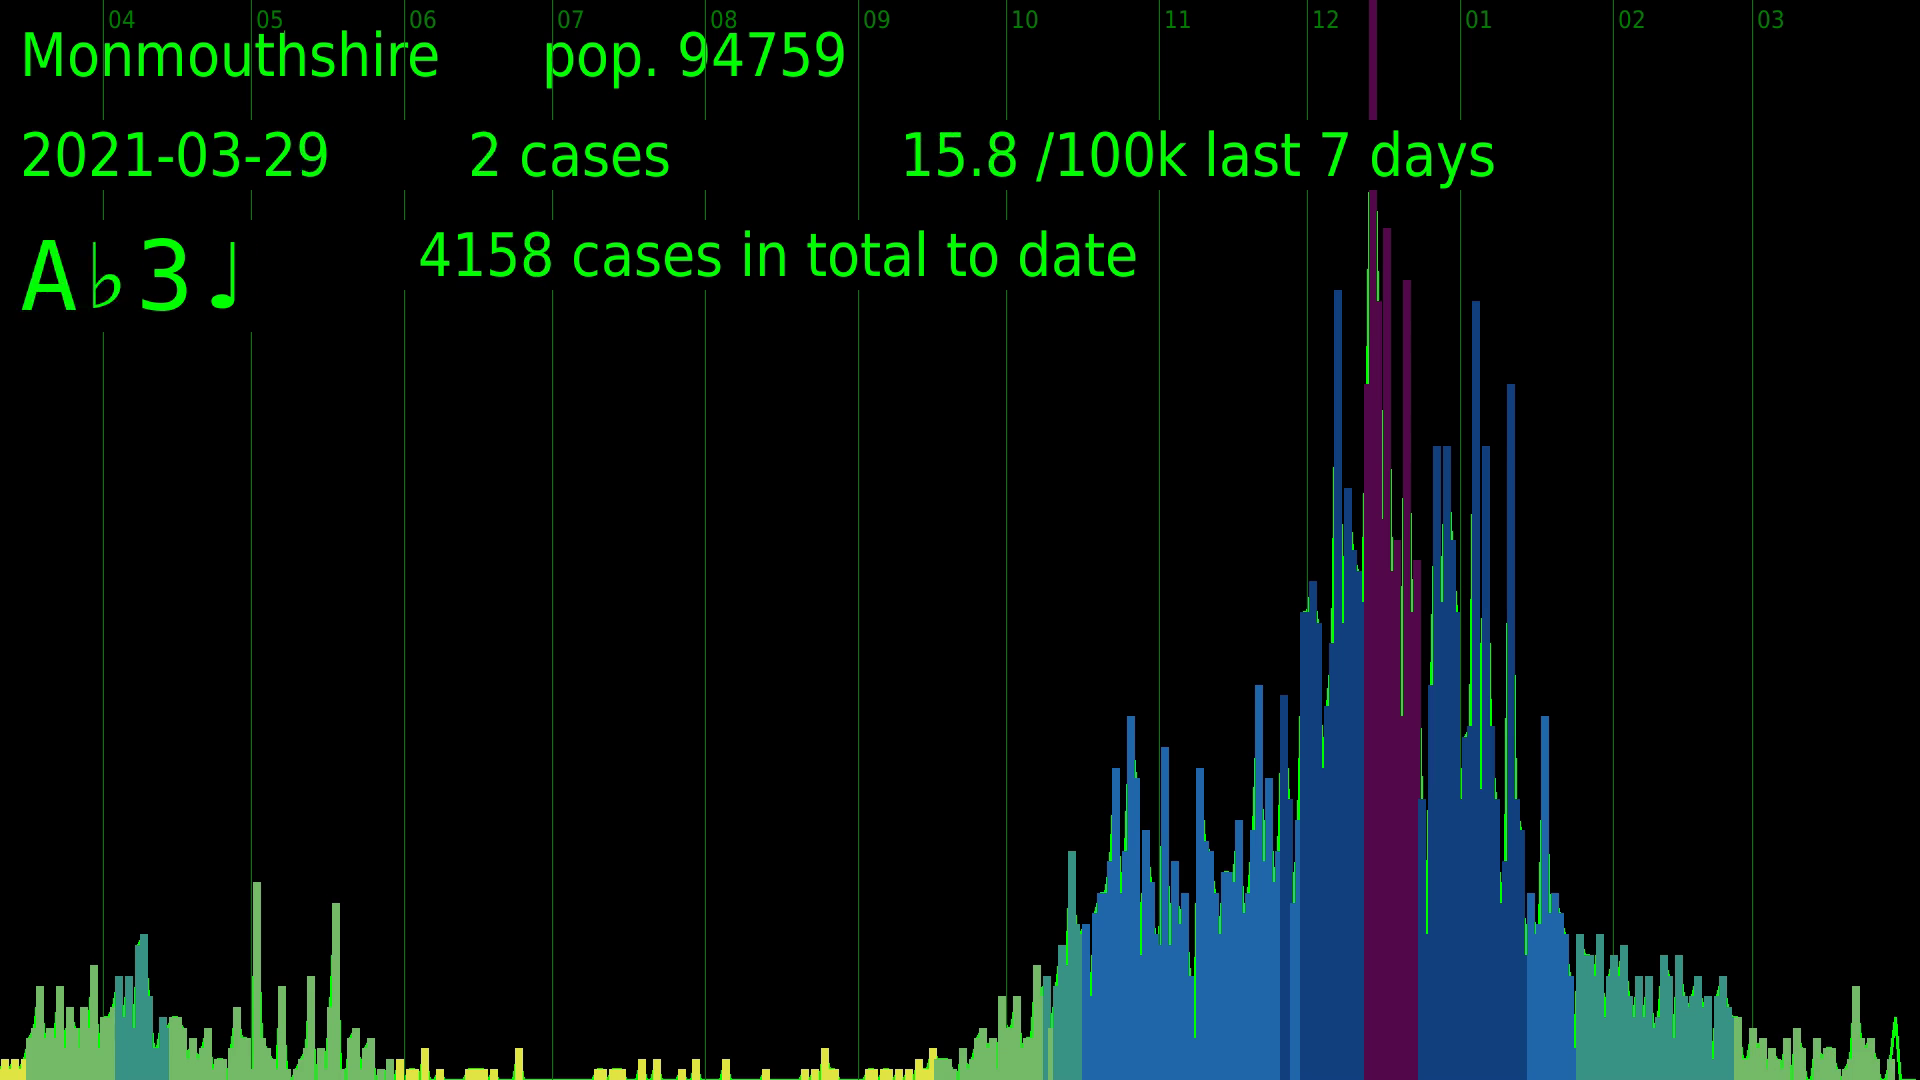 04 05 06 07 08 09 10 11 12 01 02 03
Monmouthshire pop. 94759
2021-03-29 2 cases 15.8 /100k last 7 days
A♭3♩ 4158 cases in total to date